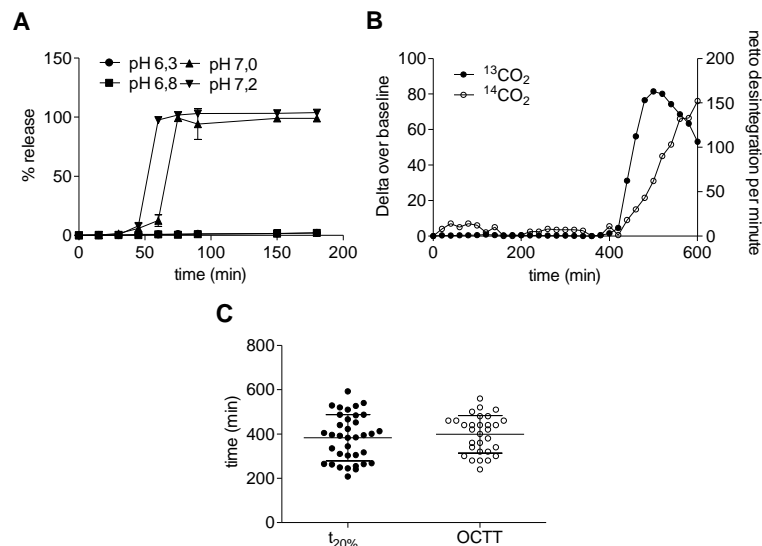 A
150
100
50
0
% release
pH 6,3
pH 6,8
pH 7,0
pH 7,2
0 50 100 150 200
time (min)
B
100
80
60
40
20
0
Delta over baseline
¹³CO₂
¹⁴CO₂
200
150
100
50
0
netto desintegration per minute
0 200 400 600
time (min)
C
800
600
400
200
0
time (min)
t₂₀%
OCTT